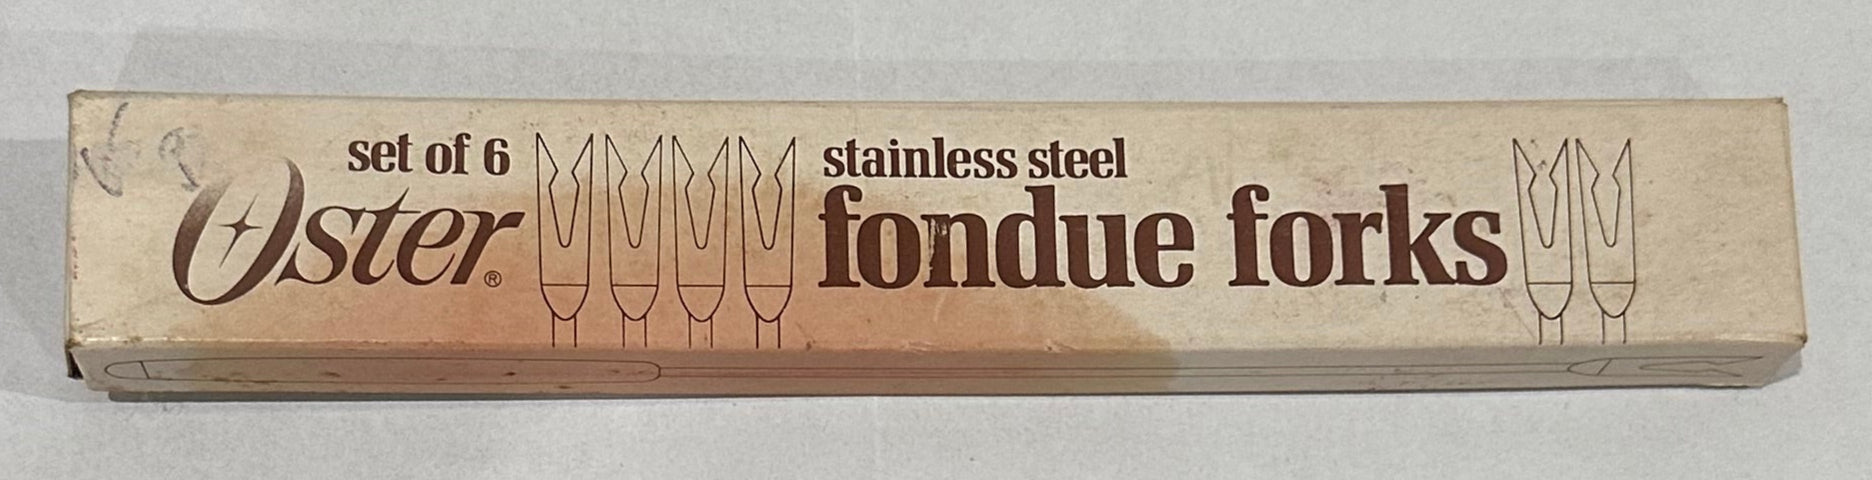 set of 6
Oster®
stainless steel
fondue forks